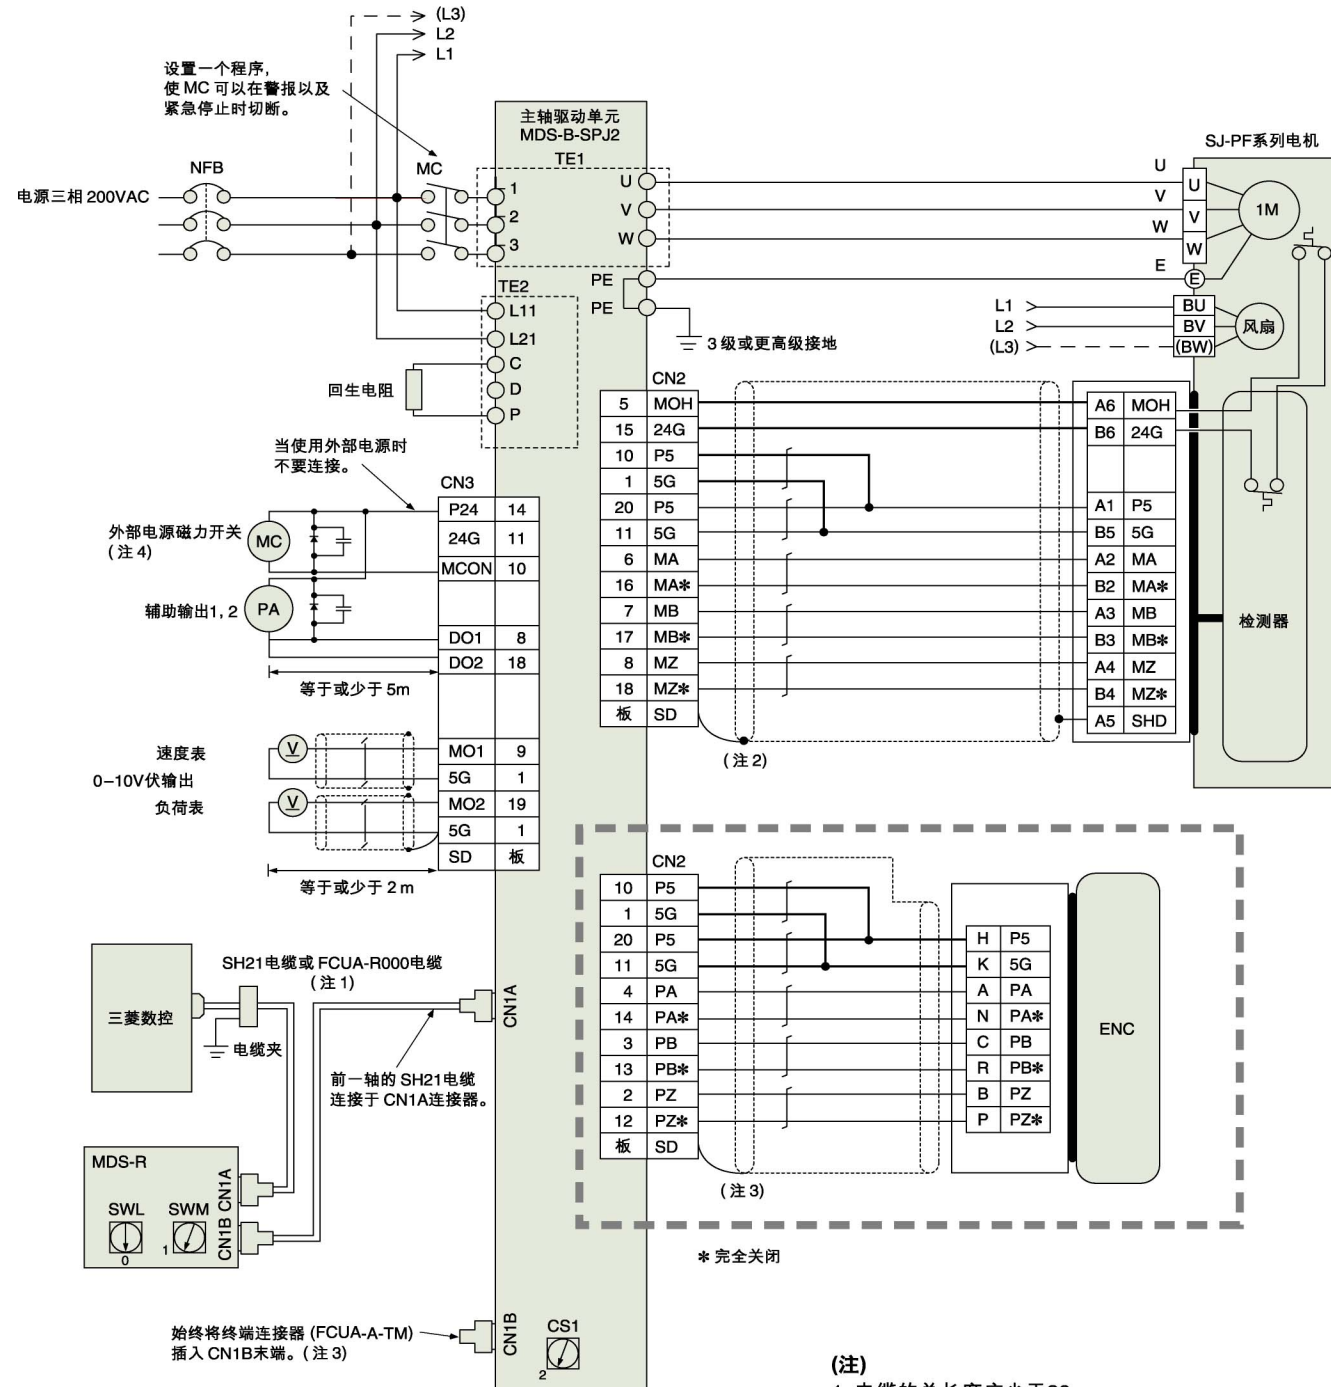 (L3)
L2
L1
设置一个程序，
使 MC 可以在警报以及
紧急停止时切断。
主轴驱动单元
MDS-B-SPJ2
TE1
SJ-PF系列电机
NFB
MC
电源三相 200VAC
1
2
3
U
V
W
U
V
W
E
U
V
W
E
1M
PE
PE
3 级或更高级接地
TE2
L11
L21
C
D
P
回生电阻
L1
L2
(L3)
BU
BV
(BW)
风扇
CN2
5 MOH
15 24G
10 P5
1 5G
20 P5
11 5G
6 MA
16 MA*
7 MB
17 MB*
8 MZ
18 MZ*
板 SD
(注 2)
A6 MOH
B6 24G
A1 P5
B5 5G
A2 MA
B2 MA*
A3 MB
B3 MB*
A4 MZ
B4 MZ*
A5 SHD
检测器
当使用外部电源时
不要连接。
CN3
P24 14
24G 11
MCON 10
DO1 8
DO2 18
MO1 9
5G 1
MO2 19
5G 1
SD 板
外部电源磁力开关
(注 4)
MC
辅助输出1, 2
PA
等于或少于 5m
速度表
0–10V伏输出
负荷表
V
V
等于或少于 2 m
CN2
10 P5
1 5G
20 P5
11 5G
4 PA
14 PA*
3 PB
13 PB*
2 PZ
12 PZ*
板 SD
(注 3)
H P5
K 5G
A PA
N PA*
C PB
R PB*
B PZ
P PZ*
ENC
* 完全关闭
三菱数控
SH21电缆或 FCUA-R000电缆
(注 1)
电缆夹
CN1A
前一轴的 SH21电缆
连接于 CN1A连接器。
MDS-R
SWL
SWM
0
1
CN1A
CN1B
始终将终端连接器 (FCUA-A-TM)
插入 CN1B末端。(注 3)
CN1B
CS1
2
(注)